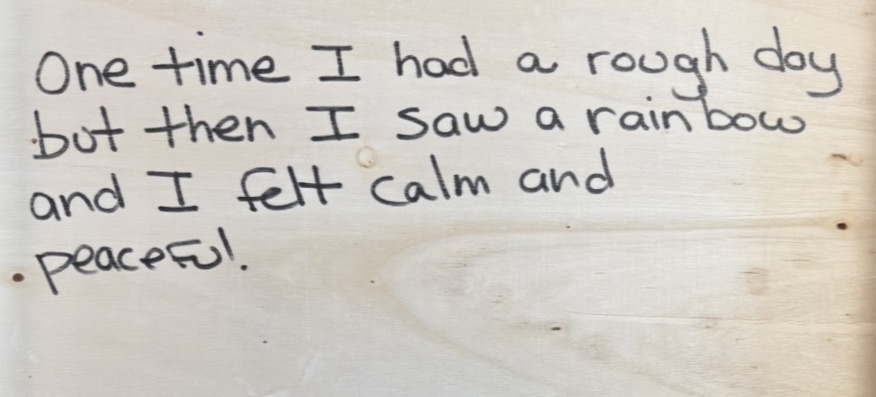 One time I had a rough day
but then I saw a rainbow
and I felt calm and
peaceful.